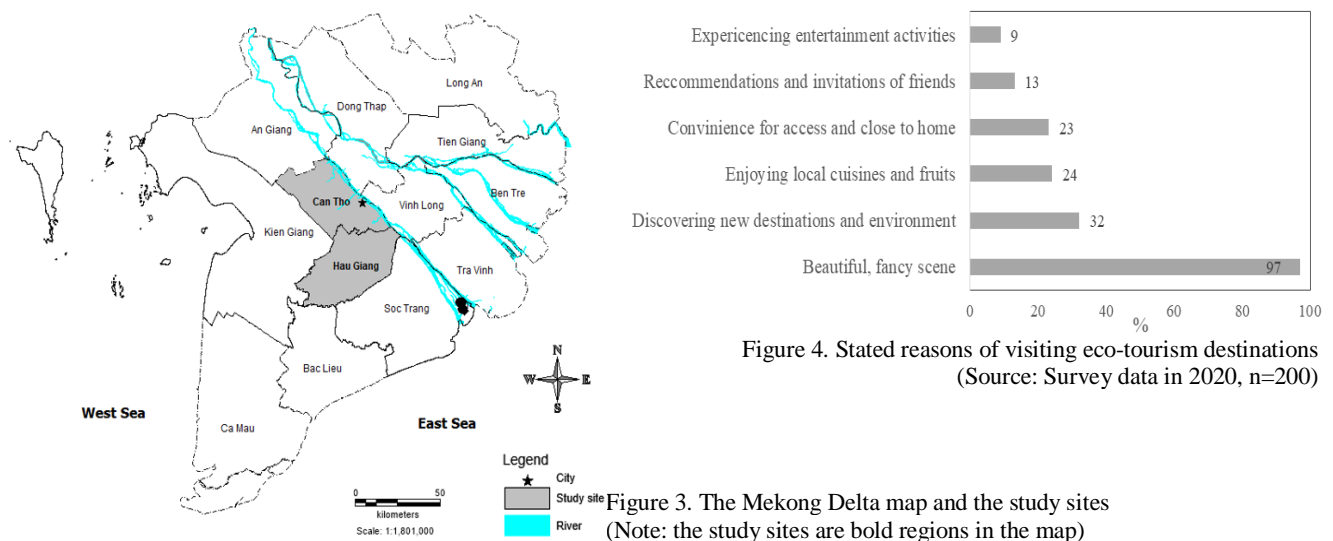 Long An
Dong Thap
An Giang
Tien Giang
Ben Tre
Can Tho
Vinh Long
Kien Giang
Hau Giang
Tra Vinh
Soc Trang
Bac Lieu
Ca Mau
West Sea
East Sea
N
W E
S
0 50
kilometers
Scale: 1:1,801,000
Legend
City
Study site
River
Figure 3. The Mekong Delta map and the study sites
(Note: the study sites are bold regions in the map)
Expericencing entertainment activities 9
Reccommendations and invitations of friends 13
Convinience for access and close to home 23
Enjoying local cuisines and fruits 24
Discovering new destinations and environment 32
Beautiful, fancy scene 97
0 20 40 60 80 100
%
Figure 4. Stated reasons of visiting eco-tourism destinations
(Source: Survey data in 2020, n=200)